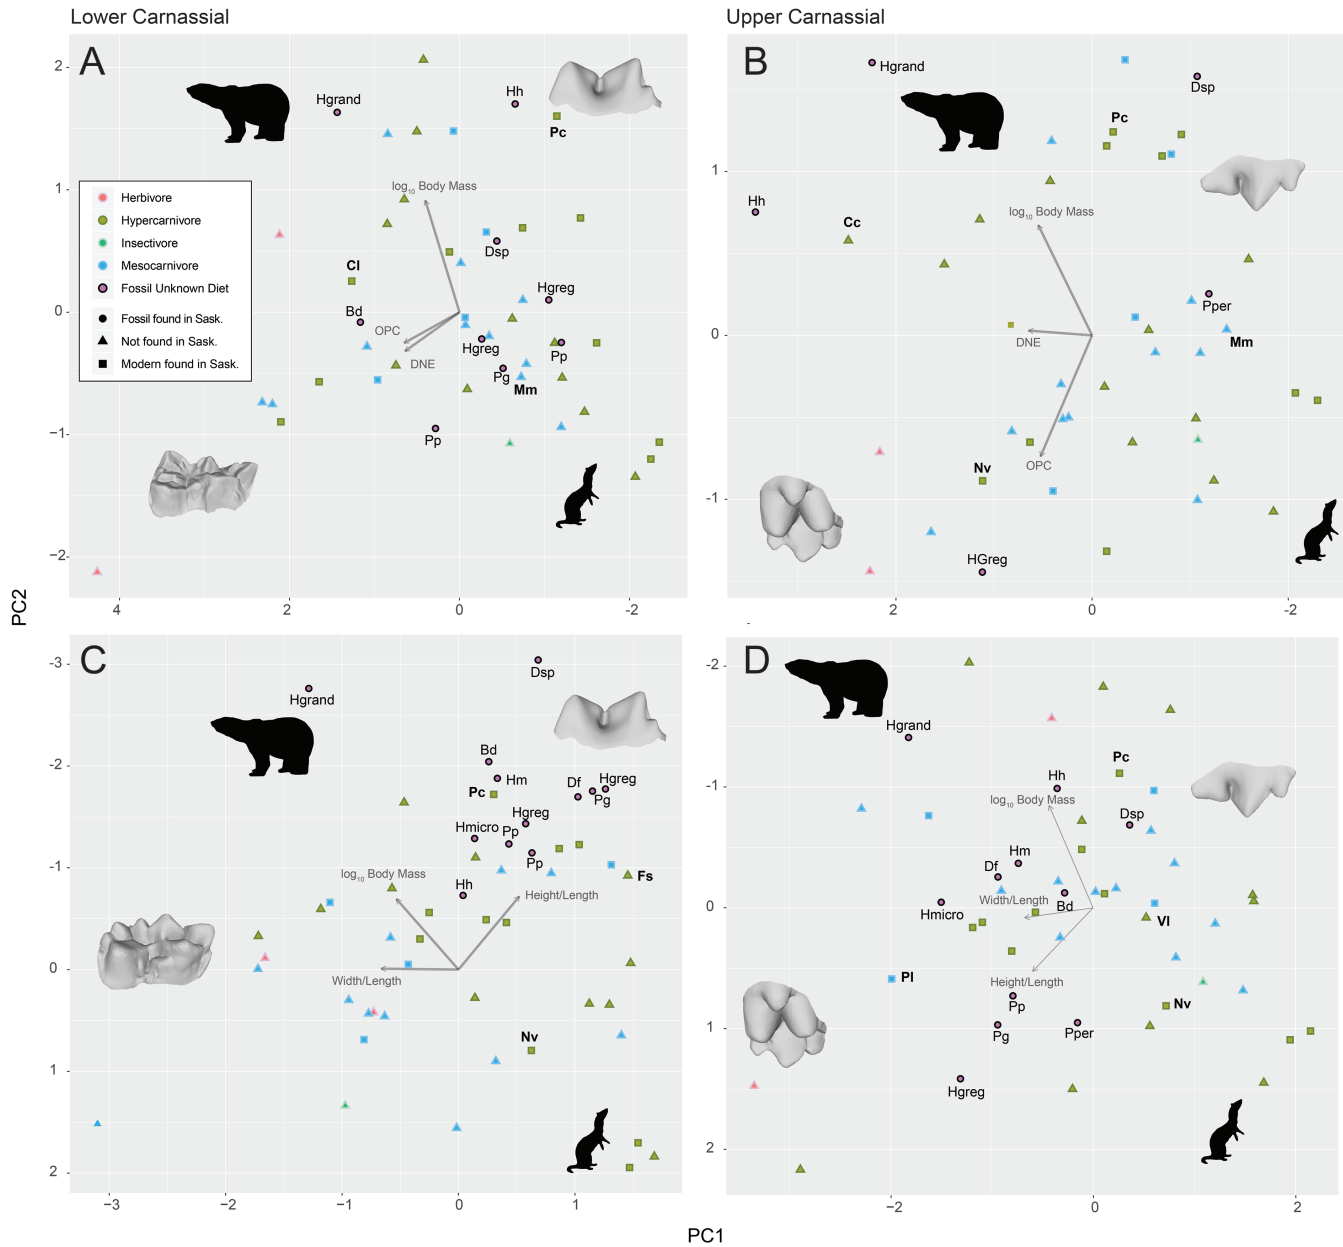 Lower Carnassial
Upper Carnassial
A
Hgrand
Hh
Pc
log10 Body Mass
Herbivore
Hypercarnivore
Insectivore
Mesocarnivore
Fossil Unknown Diet
Fossil found in Sask.
Not found in Sask.
Modern found in Sask.
Cl
Bd
OPC
DNE
Dsp
Hgreg
Hgreg
Pp
Pg
Mm
Pp
2
1
0
−1
−2
4
2
0
-2
B
Hgrand
Dsp
Pc
Hh
Cc
log10 Body Mass
Pper
DNE
Mm
OPC
Nv
HGreg
1
0
-1
2
0
-2
PC2
C
Dsp
Hgrand
Bd
Hm
Df
Hgreg
Pc
Pg
Hgreg
Hmicro
Pp
Pp
Hh
Fs
log10 Body Mass
Height/Length
Width/Length
Nv
-3
-2
-1
0
1
2
−3
−2
−1
0
1
D
Hgrand
Pc
Hh
log10 Body Mass
Dsp
Hm
Df
Width/Length
Bd
Hmicro
Vl
Pl
Height/Length
Pp
Nv
Pg
Pper
Hgreg
-2
-1
0
1
2
−2
0
2
PC1